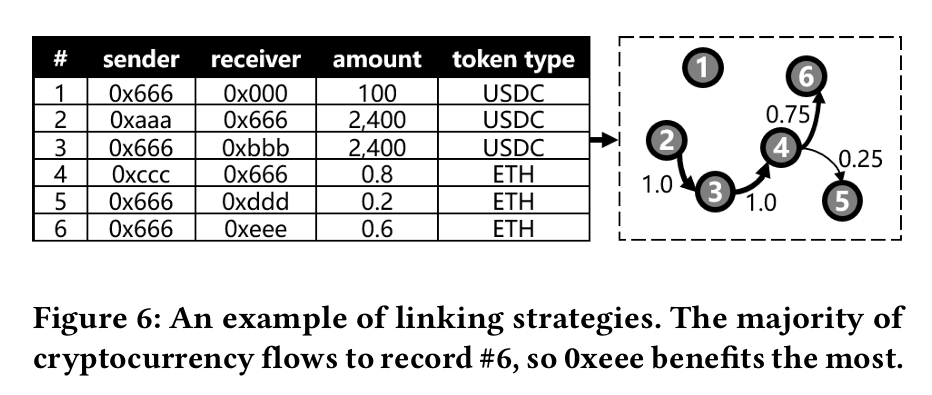 # sender receiver amount token type
1 0x666 0x000 100 USDC
2 0xaaa 0x666 2,400 USDC
3 0x666 0xbbb 2,400 USDC
4 0xccc 0x666 0.8 ETH
5 0x666 0xddd 0.2 ETH
6 0x666 0xeee 0.6 ETH
1
6
0.75
2
4
0.25
1.0
3
1.0
5
Figure 6: An example of linking strategies. The majority of
cryptocurrency flows to record #6, so 0xeee benefits the most.